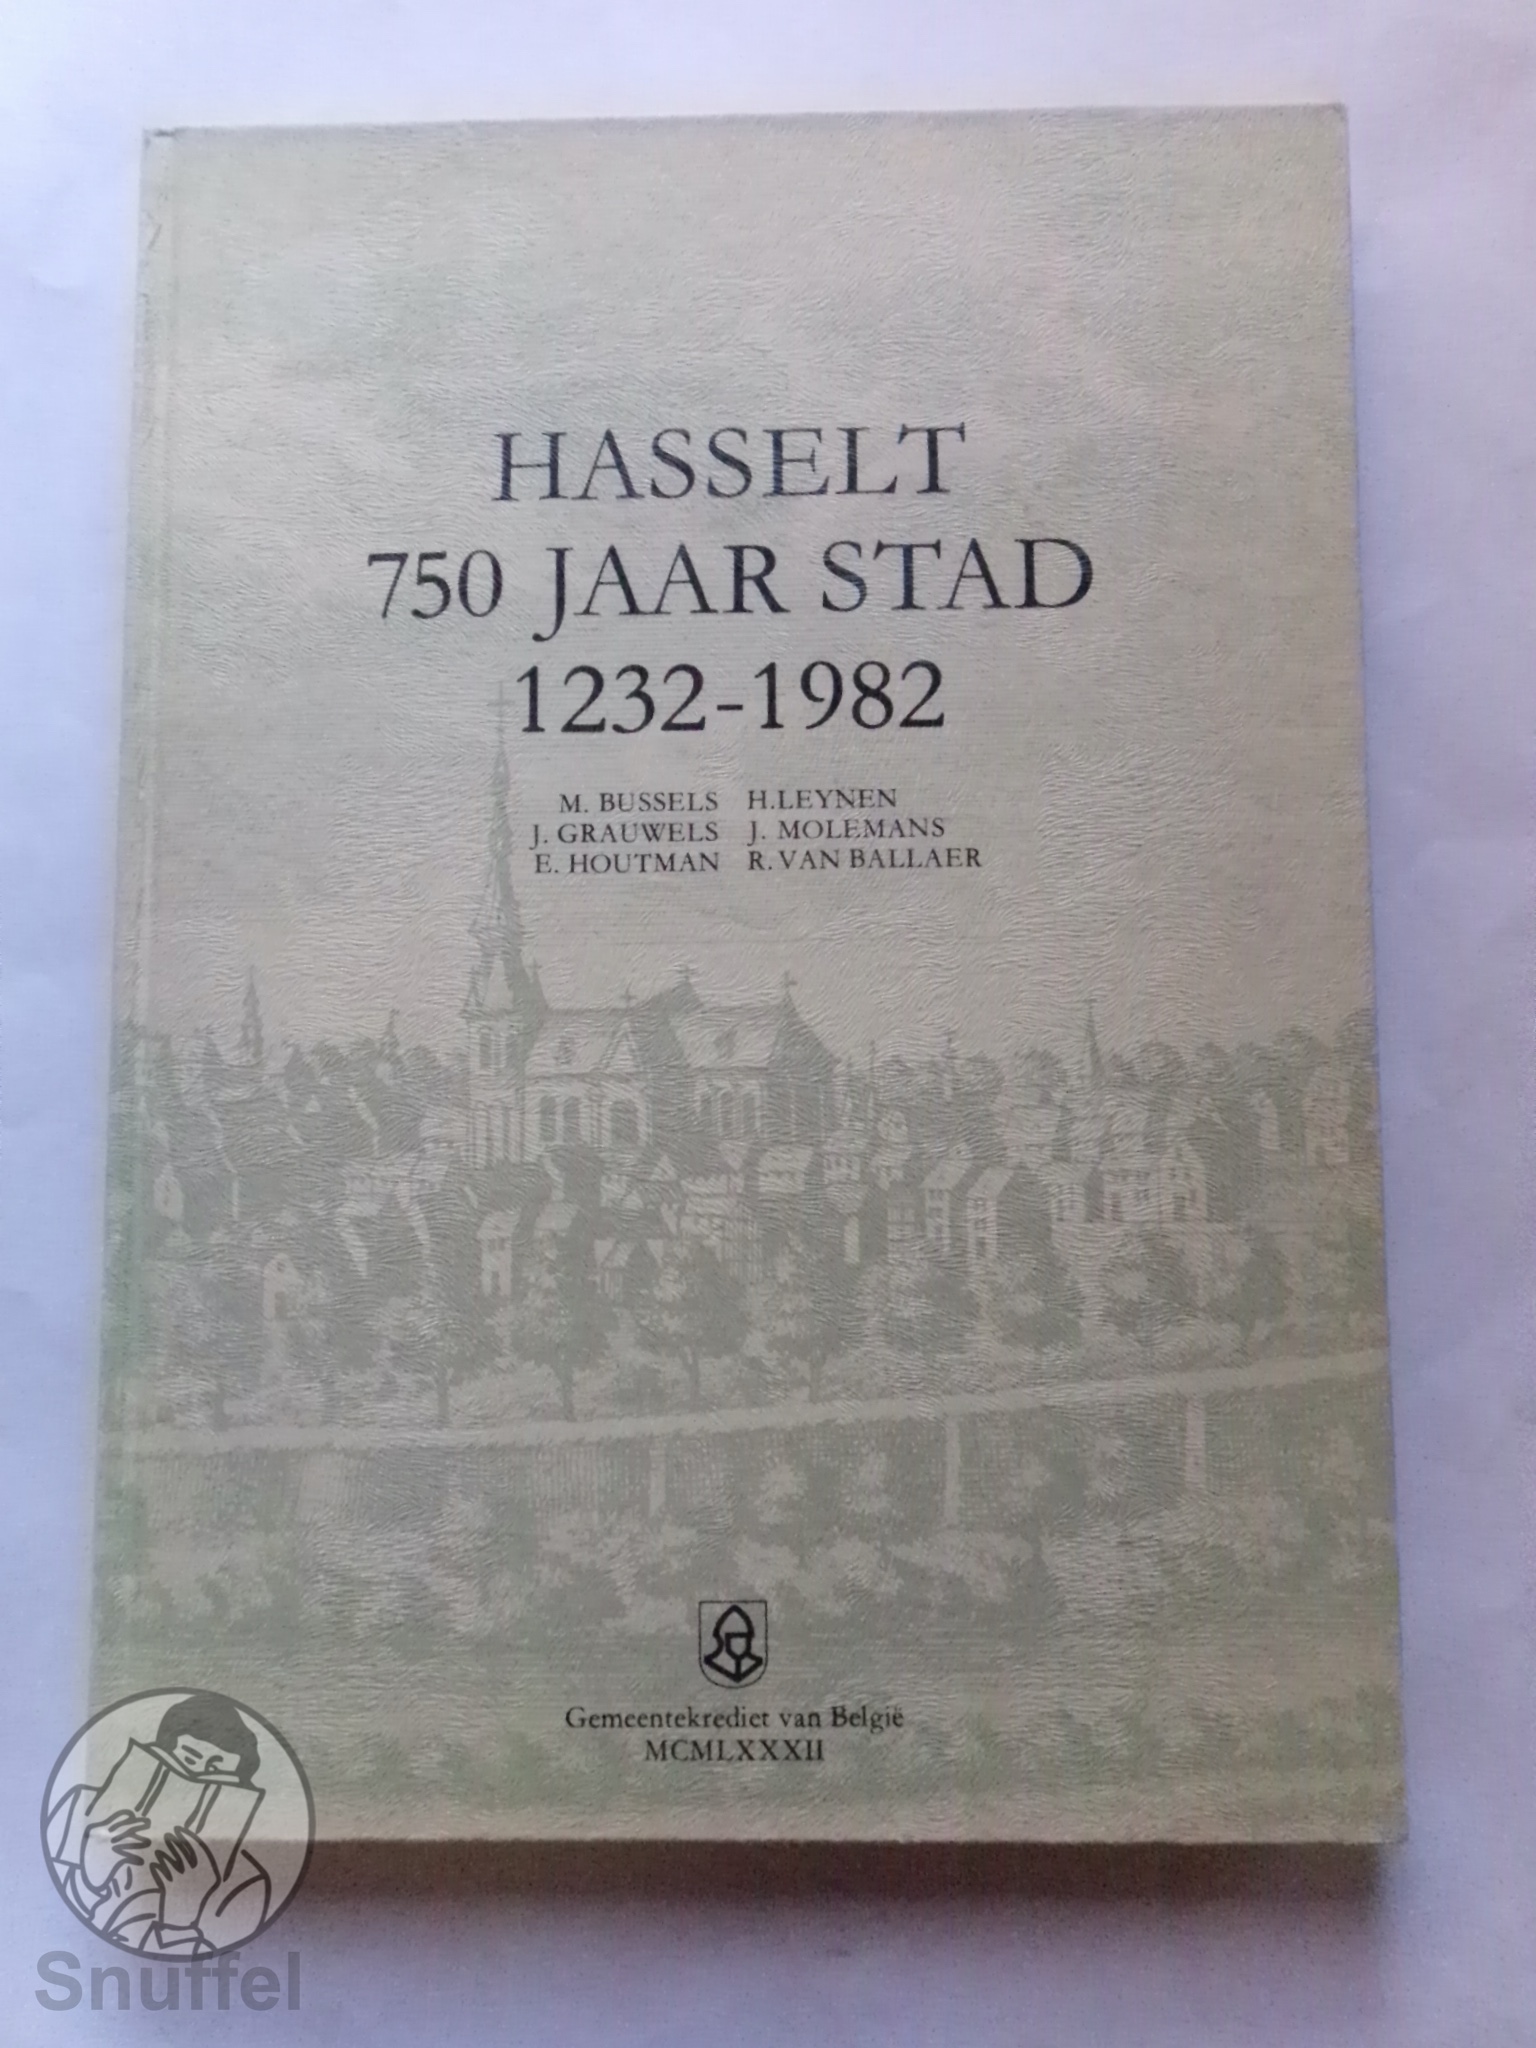 HASSELT
750 JAAR STAD
1232-1982
M. BUSSELS H.LEYNEN
J. GRAUWELS J. MOLEMANS
E. HOUTMAN R. VAN BALLAER
Gemeentekrediet van België
MCMLXXXII
Snuffel